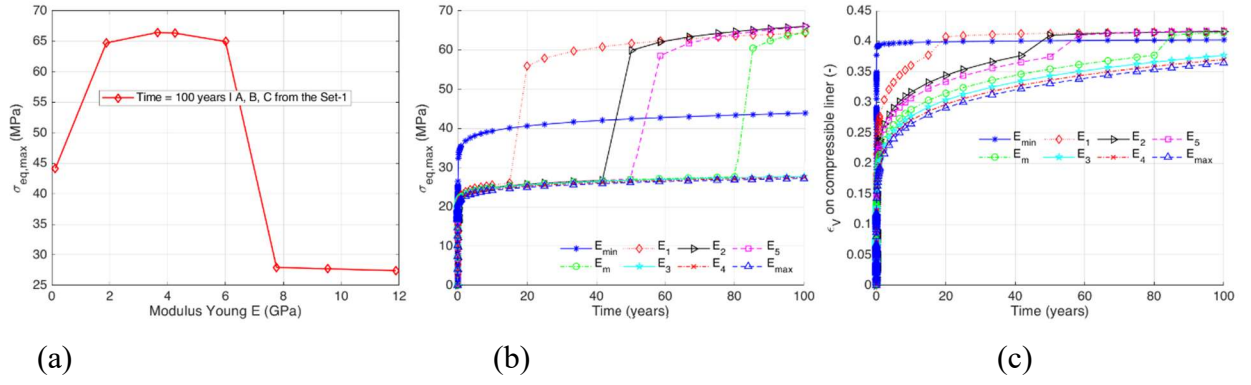 σeq,max (MPa)
70
65
60
55
50
45
40
35
30
25
Time = 100 years I A, B, C from the Set-1
0 2 4 6 8 10 12
Modulus Young E (GPa)
(a)
σeq,max (MPa)
70
60
50
40
30
20
10
0
Emin E1 E2 E5
Em E3 E4 Emax
0 20 40 60 80 100
Time (years)
(b)
ϵV on compressible liner (-)
0.45
0.4
0.35
0.3
0.25
0.2
0.15
0.1
0.05
0
Emin E1 E2 E5
Em E3 E4 Emax
0 20 40 60 80 100
Time (years)
(c)